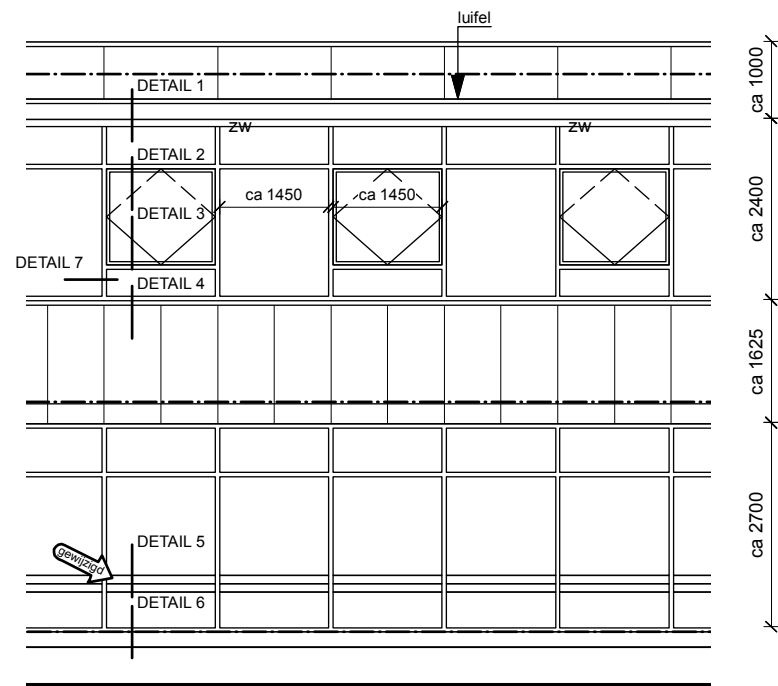 luifel
DETAIL 1
ca 1000
zw
zw
DETAIL 2
ca 1450
ca 1450
DETAIL 3
ca 2400
DETAIL 7
DETAIL 4
ca 1625
DETAIL 5
gewijzigd
ca 2700
DETAIL 6